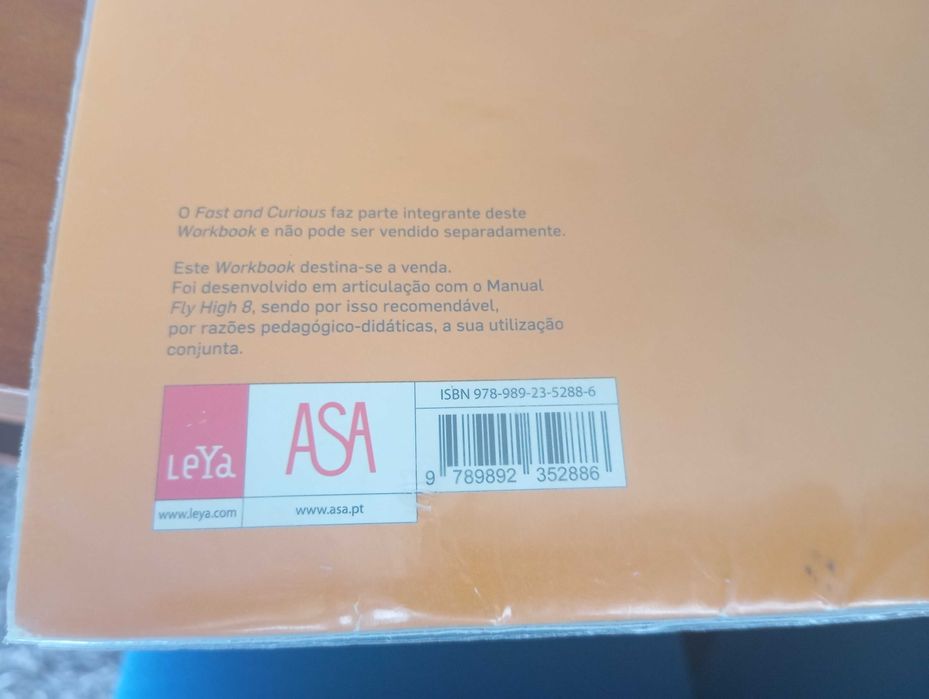 O Fast and Curious faz parte integrante deste
Workbook e não pode ser vendido separadamente.
Este Workbook destina-se a venda.
Foi desenvolvido em articulação com o Manual
Fly High 8, sendo por isso recomendável,
por razões pedagógico-didáticas, a sua utilização
conjunta.
LeYa
www.leya.com
ASA
www.asa.pt
ISBN 978-989-23-5288-6
9 789892 352886